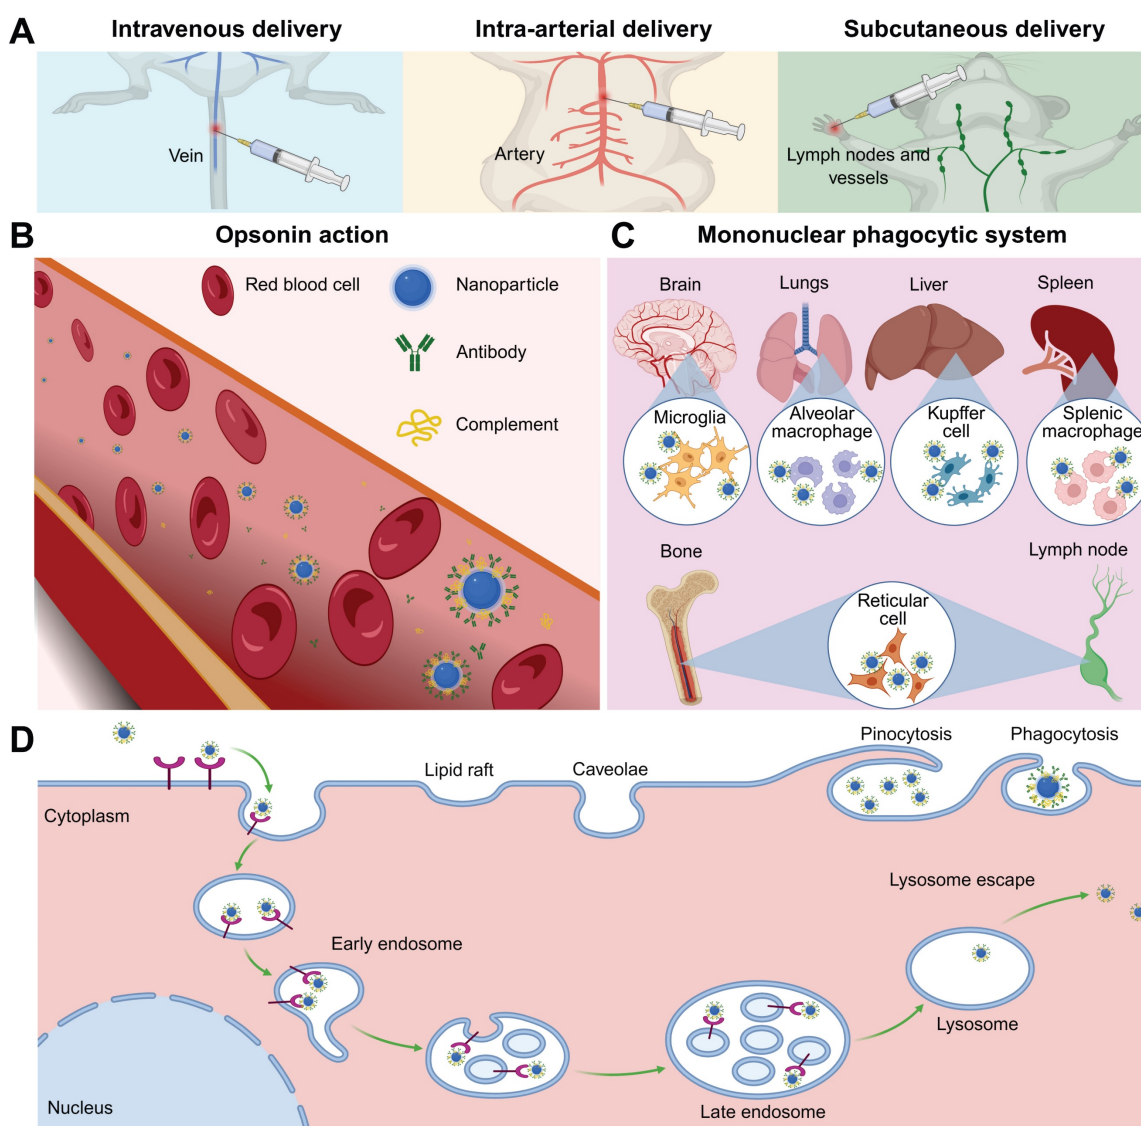 A
Intravenous delivery
Intra-arterial delivery
Subcutaneous delivery
Vein
Artery
Lymph nodes and
vessels
B
Opsonin action
Red blood cell
Nanoparticle
Antibody
Complement
C
Mononuclear phagocytic system
Brain
Lungs
Liver
Spleen
Microglia
Alveolar
macrophage
Kupffer
cell
Splenic
macrophage
Bone
Lymph node
Reticular
cell
D
Pinocytosis
Phagocytosis
Lipid raft
Caveolae
Cytoplasm
Lysosome escape
Early endosome
Lysosome
Nucleus
Late endosome